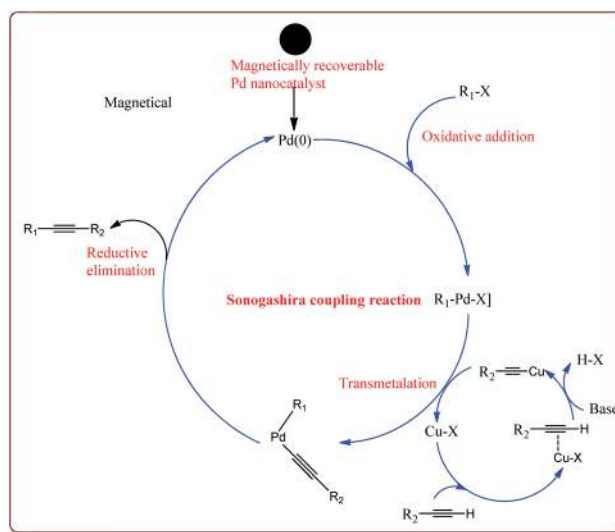 Magnetically recoverable
Pd nanocatalyst
Magnetical
R₁-X
Pd(0)
Oxidative addition
R₁ R₂
Reductive
elimination
Sonogashira coupling reaction
R₁-Pd-X]
H-X
R₂ Cu
Transmetalation
Base
R₁
Cu-X
R₂ H
Pd
Cu-X
R₂
R₂ H